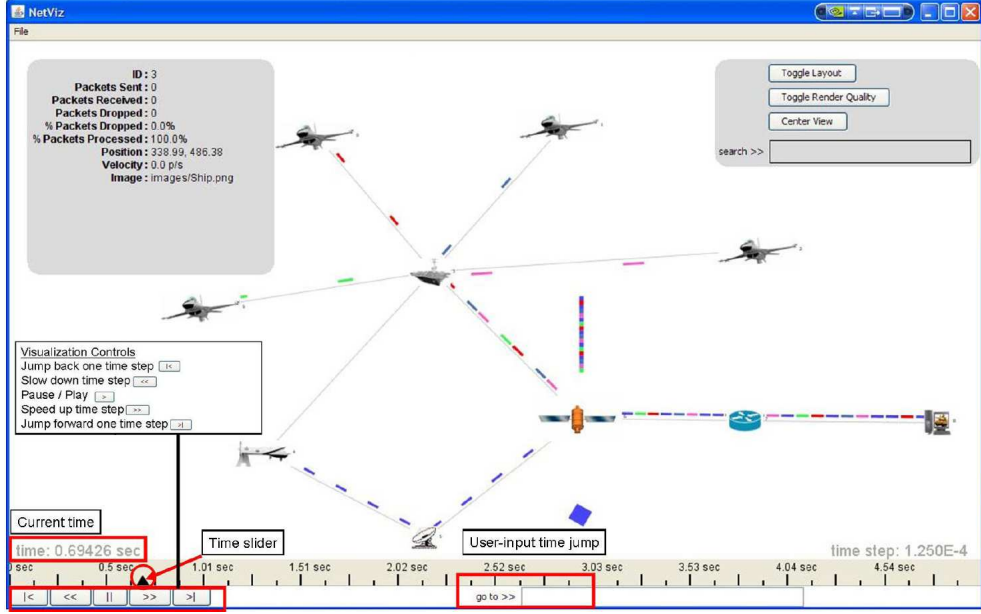 NetViz
File
ID : 3
Packets Sent : 0
Packets Received : 0
Packets Dropped : 0
% Packets Dropped : 0.0%
% Packets Processed : 100.0%
Position : 338.99, 486.38
Velocity : 0.0 p/s
Image : images/Ship.png
Toggle Layout
Toggle Render Quality
Center View
search >>
Visualization Controls
Jump back one time step |<
Slow down time step <<
Pause / Play >
Speed up time step >>
Jump forward one time step >|
Current time
time: 0.69426 sec
Time slider
User-input time jump
time step: 1.250E-4
0 sec 0.5 sec 1.01 sec 1.51 sec 2.02 sec 2.52 sec 3.03 sec 3.53 sec 4.04 sec 4.54 sec
|< << || >> >| go to >>